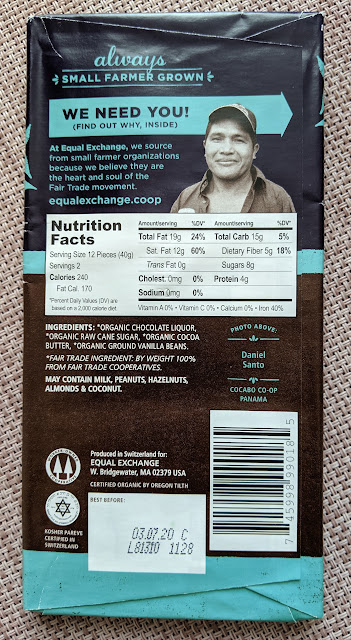 always
SMALL FARMER GROWN
WE NEED YOU!
(FIND OUT WHY, INSIDE)
At Equal Exchange, we source
from small farmer organizations
because we believe they are
the heart and soul of the
Fair Trade movement.
equalexchange.coop
Nutrition
Facts
Serving Size 12 Pieces (40g)
Servings 2
Calories 240
Fat Cal. 170
*Percent Daily Values (DV) are
based on a 2,000 calorie diet.
Amount/serving %DV* Amount/serving %DV*
Total Fat 19g 24% Total Carb 15g 5%
Sat. Fat 12g 60% Dietary Fiber 5g 18%
Trans Fat 0g Sugars 8g
Cholest. 0mg 0% Protein 4g
Sodium 0mg 0%
Vitamin A 0% • Vitamin C 0% • Calcium 0% • Iron 40%
INGREDIENTS: *ORGANIC CHOCOLATE LIQUOR,
*ORGANIC RAW CANE SUGAR, *ORGANIC COCOA
BUTTER, *ORGANIC GROUND VANILLA BEANS.
*FAIR TRADE INGREDIENT: BY WEIGHT 100%
FROM FAIR TRADE COOPERATIVES.
MAY CONTAIN MILK, PEANUTS, HAZELNUTS,
ALMONDS & COCONUT.
PHOTO ABOVE:
Daniel
Santo
COCABO CO-OP
PANAMA
Produced in Switzerland for:
EQUAL EXCHANGE
W. Bridgewater, MA 02379 USA
CERTIFIED ORGANIC BY OREGON TILTH
KOSHER PAREVE
CERTIFIED IN
SWITZERLAND
BEST BEFORE:
03.07.20 C
L81310 1128
7 45998 99018 5